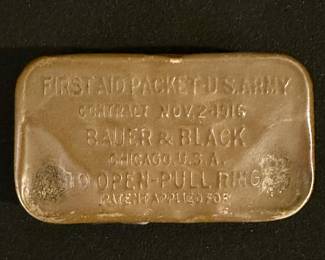 FIRST AID PACKET-U.S. ARMY
CONTRACT NOV. 2-1916
BAUER & BLACK
CHICAGO, U.S.A.
TO OPEN-PULL RING
PATENT APPLIED FOR